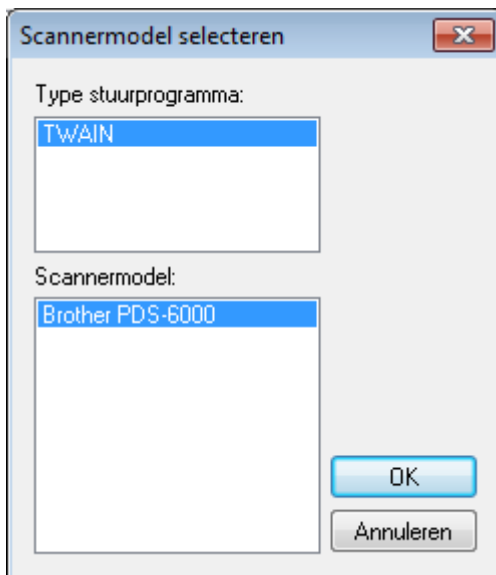 Scannermodel selecteren
Type stuurprogramma:
TWAIN
Scannermodel:
Brother PDS-6000
OK
Annuleren